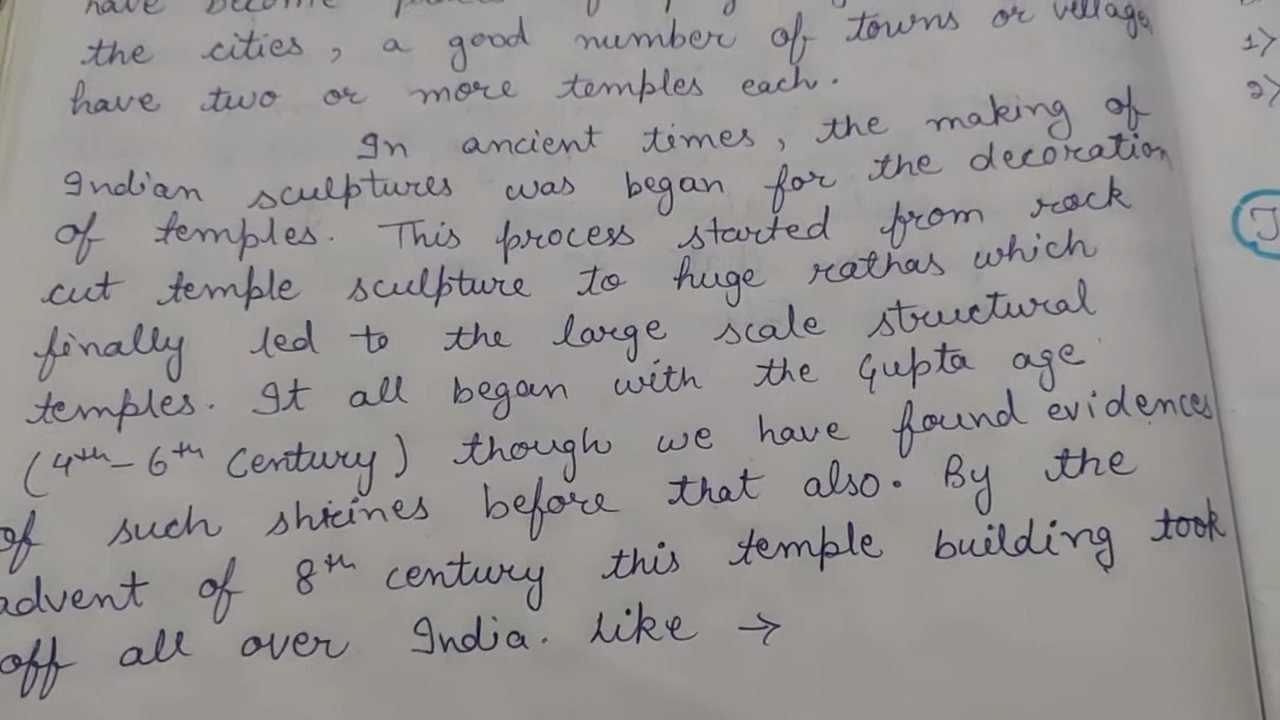 have become
the cities, a good number of towns or village
have two or more temples each.
In ancient times, the making of
Indian sculptures was began for the decoration
of temples. This process started from rock
cut temple sculpture to huge rathas which
finally led to the large scale structural
temples. It all began with the Gupta age
(4th - 6th Century) though we have found evidences
of such shrines before that also. By the
advent of 8th century this temple building took
off all over India. Like →
1>
2>